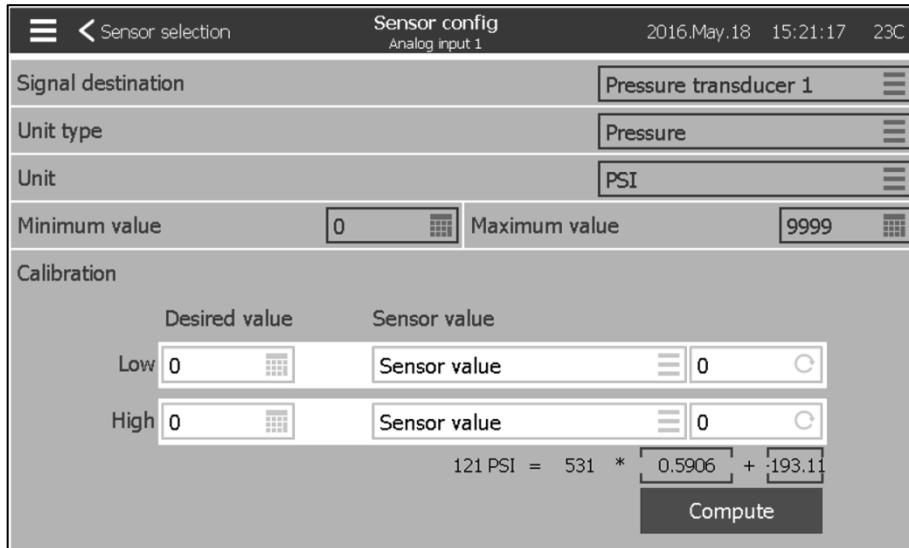 Sensor selection Sensor config 2016.May.18 15:21:17 23C
Analog input 1
Signal destination Pressure transducer 1
Unit type Pressure
Unit PSI
Minimum value 0 Maximum value 9999
Calibration
Desired value Sensor value
Low 0 Sensor value 0
High 0 Sensor value 0
121 PSI = 531 * 0.5906 + -193.11
Compute